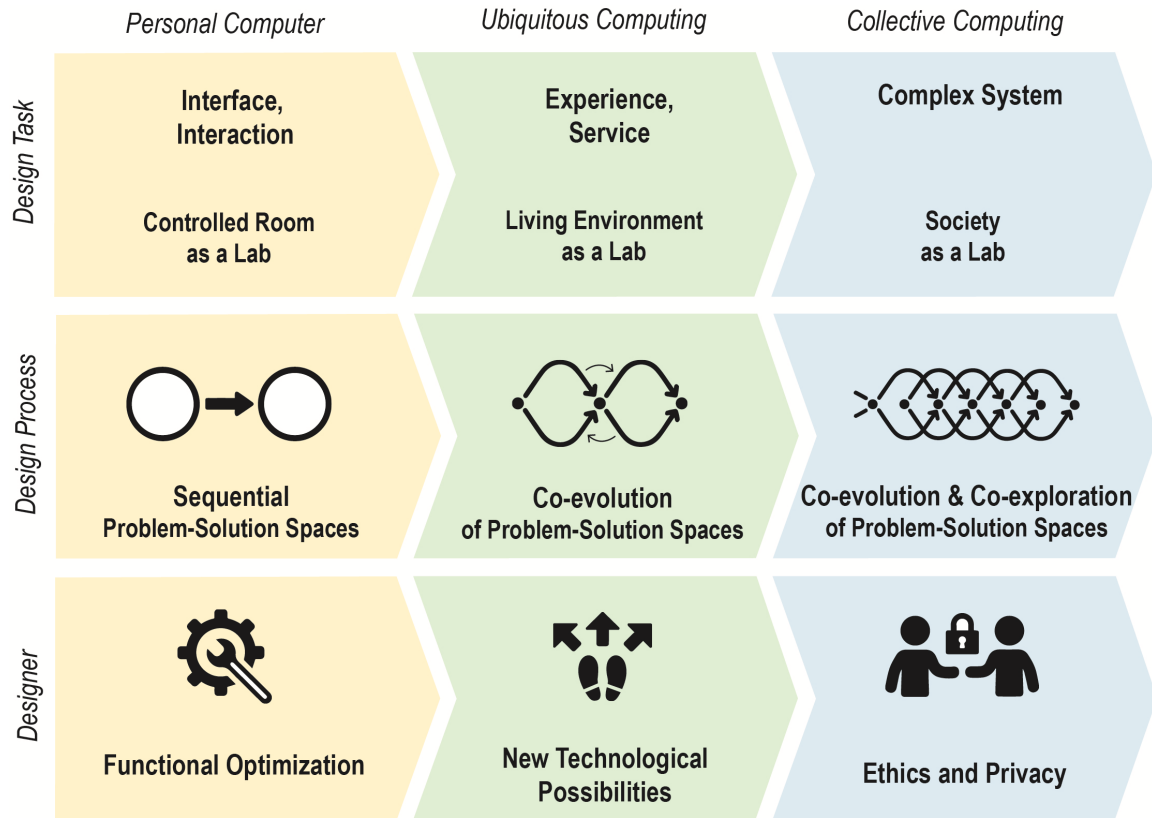 Personal Computer
Ubiquitous Computing
Collective Computing
Design Task
Interface,
Interaction
Controlled Room
as a Lab
Experience,
Service
Living Environment
as a Lab
Complex System
Society
as a Lab
Design Process
Sequential
Problem-Solution Spaces
Co-evolution
of Problem-Solution Spaces
Co-evolution & Co-exploration
of Problem-Solution Spaces
Designer
Functional Optimization
New Technological
Possibilities
Ethics and Privacy